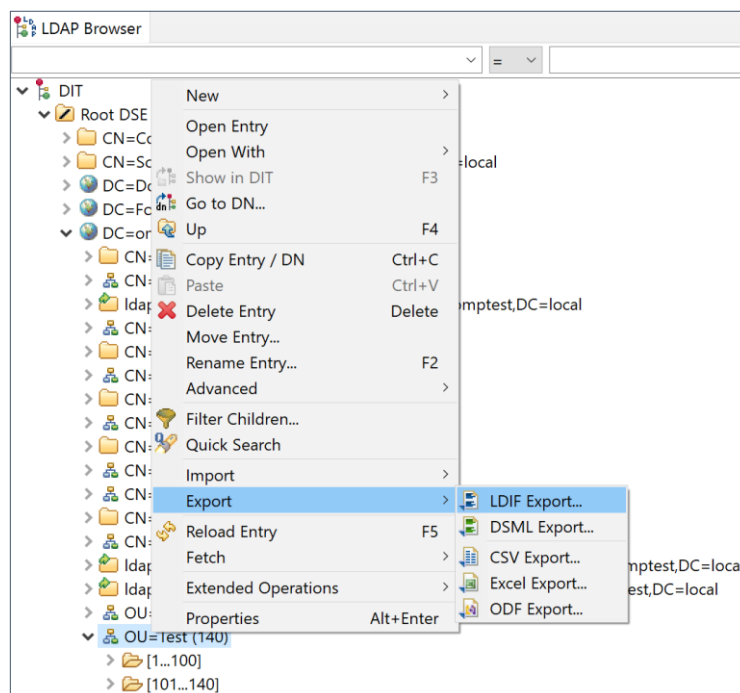 LDAP Browser
=
DIT
Root DSE
CN=Co
CN=Sc
=local
DC=Do
DC=Fo
DC=or
CN=
CN=
ldap
omptest,DC=local
CN=
CN=
CN=
CN=
CN=
CN=
CN=
CN=
CN=
CN=
ldap
mptest,DC=loca
ldap
est,DC=local
OU=
OU=Test (140)
[1...100]
[101...140]
New
Open Entry
Open With
Show in DIT F3
Go to DN...
Up F4
Copy Entry / DN Ctrl+C
Paste Ctrl+V
Delete Entry Delete
Move Entry...
Rename Entry... F2
Advanced
Filter Children...
Quick Search
Import
Export
Reload Entry F5
Fetch
Extended Operations
Properties Alt+Enter
LDIF Export...
DSML Export...
CSV Export...
Excel Export...
ODF Export...